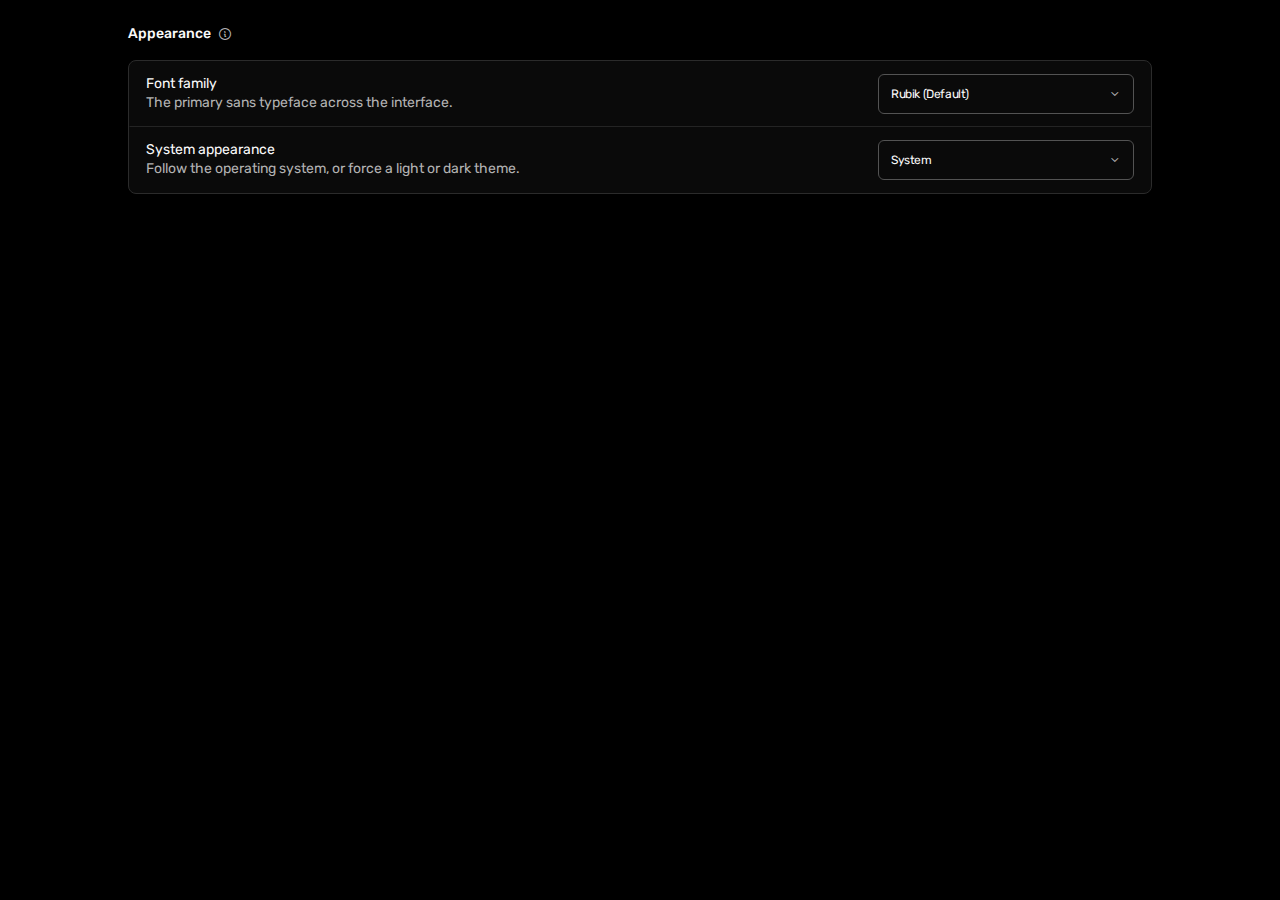 Appearance
Font family
The primary sans typeface across the interface.
Rubik (Default)
System appearance
Follow the operating system, or force a light or dark theme.
System